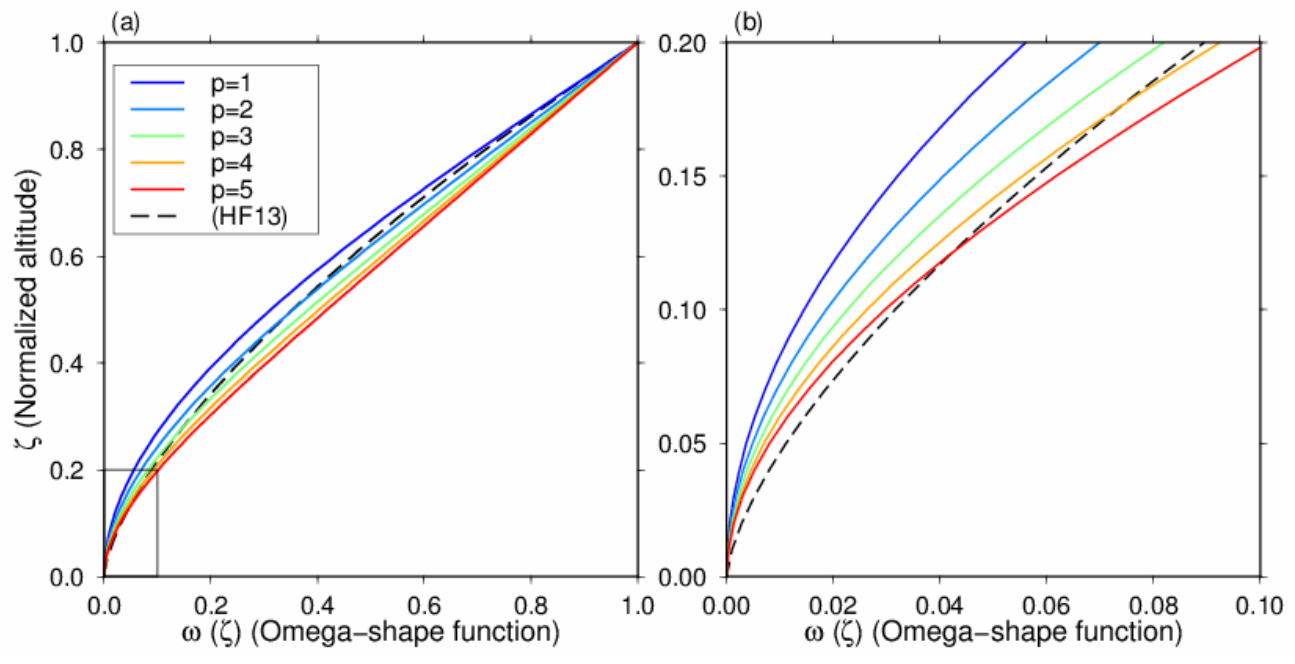 (a)
1.0
0.8
0.6
0.4
0.2
0.0
ζ (Normalized altitude)
p=1
p=2
p=3
p=4
p=5
(HF13)
0.0 0.2 0.4 0.6 0.8 1.0
ω (ζ) (Omega−shape function)
(b)
0.20
0.15
0.10
0.05
0.00
0.00 0.02 0.04 0.06 0.08 0.10
ω (ζ) (Omega−shape function)